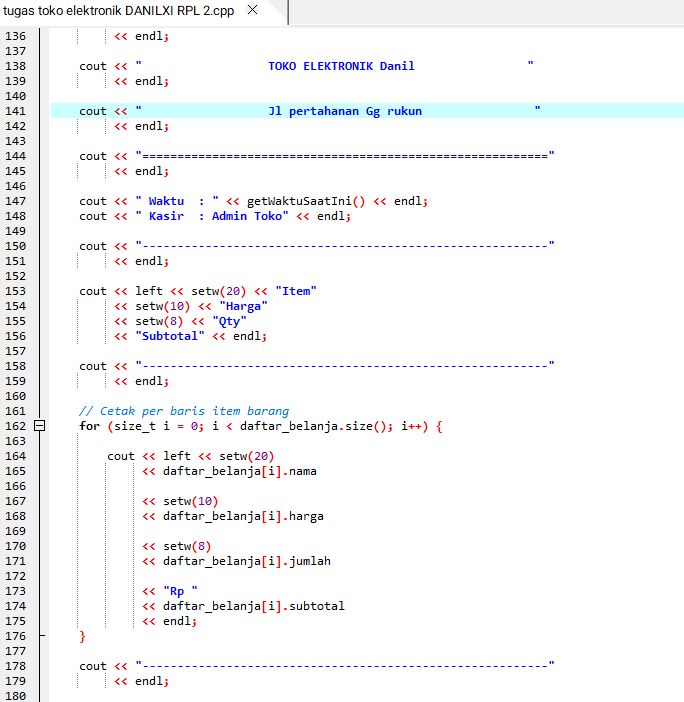 tugas toko elektronik DANILXI RPL 2.cpp
136 << endl;
137
138 cout << "                  TOKO ELEKTRONIK Danil                "
139 << endl;
140
141 cout << "                  Jl pertahanan Gg rukun                "
142 << endl;
143
144 cout << "=========================================================="
145 << endl;
146
147 cout << " Waktu  : " << getWaktuSaatIni() << endl;
148 cout << " Kasir  : Admin Toko" << endl;
149
150 cout << "----------------------------------------------------------"
151 << endl;
152
153 cout << left << setw(20) << "Item"
154 << setw(10) << "Harga"
155 << setw(8) << "Qty"
156 << "Subtotal" << endl;
157
158 cout << "----------------------------------------------------------"
159 << endl;
160
161 // Cetak per baris item barang
162 for (size_t i = 0; i < daftar_belanja.size(); i++) {
163
164 cout << left << setw(20)
165 << daftar_belanja[i].nama
166
167 << setw(10)
168 << daftar_belanja[i].harga
169
170 << setw(8)
171 << daftar_belanja[i].jumlah
172
173 << "Rp "
174 << daftar_belanja[i].subtotal
175 << endl;
176 }
177
178 cout << "----------------------------------------------------------"
179 << endl;
180